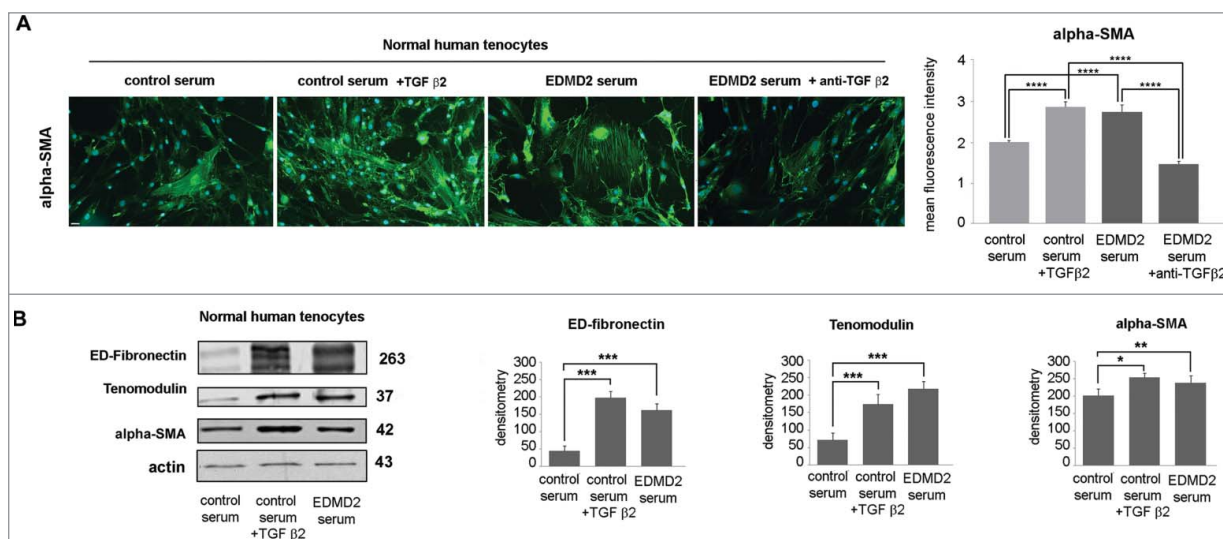 A
Normal human tenocytes
control serum
control serum +TGF β2
EDMD2 serum
EDMD2 serum + anti-TGF β2
alpha-SMA
alpha-SMA
mean fluorescence intensity
4
3
2
1
0
****
****
****
****
control
serum
control
serum
+TGFβ2
EDMD2
serum
EDMD2
serum
+anti-TGFβ2
B
Normal human tenocytes
ED-Fibronectin
263
Tenomodulin
37
alpha-SMA
42
actin
43
control
serum
control
serum
+TGF β2
EDMD2
serum
ED-fibronectin
densitometry
300
250
200
150
100
50
0
***
***
control
serum
control
serum
+TGF β2
EDMD2
serum
Tenomodulin
densitometry
300
250
200
150
100
50
0
***
***
control
serum
control
serum
+TGF β2
EDMD2
serum
alpha-SMA
densitometry
300
250
200
150
100
50
0
**
*
control
serum
control
serum
+TGF β2
EDMD2
serum